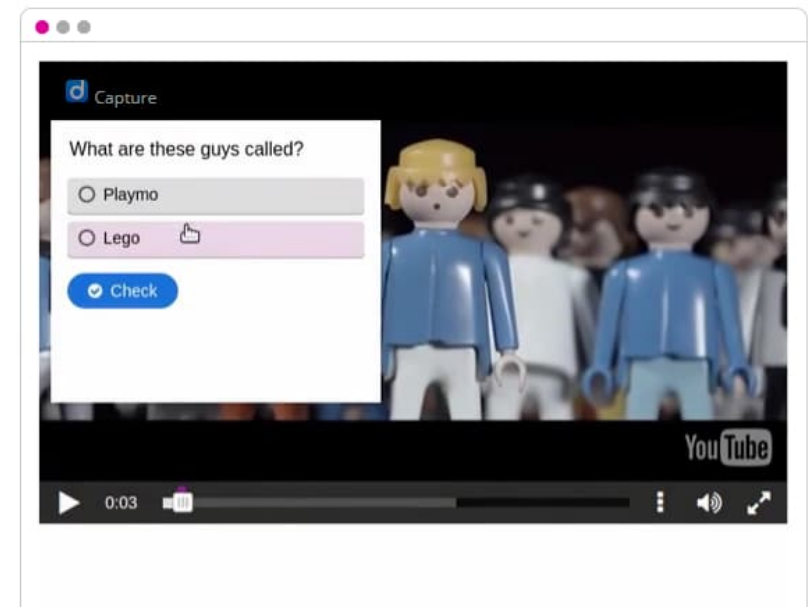 d Capture
What are these guys called?
Playmo
Lego
Check
YouTube
0:03